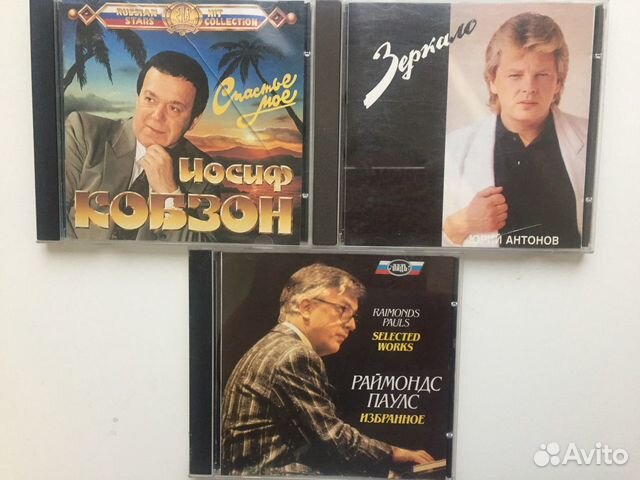 RUSSIAN STARS HIT COLLECTION
Счастье
мое
Иосиф
КОБЗОН
Зеркало
ЮРИЙ АНТОНОВ
RAIMONDS
PAULS
SELECTED
WORKS
РАЙМОНДС
ПАУЛС
ИЗБРАННОЕ
Avito